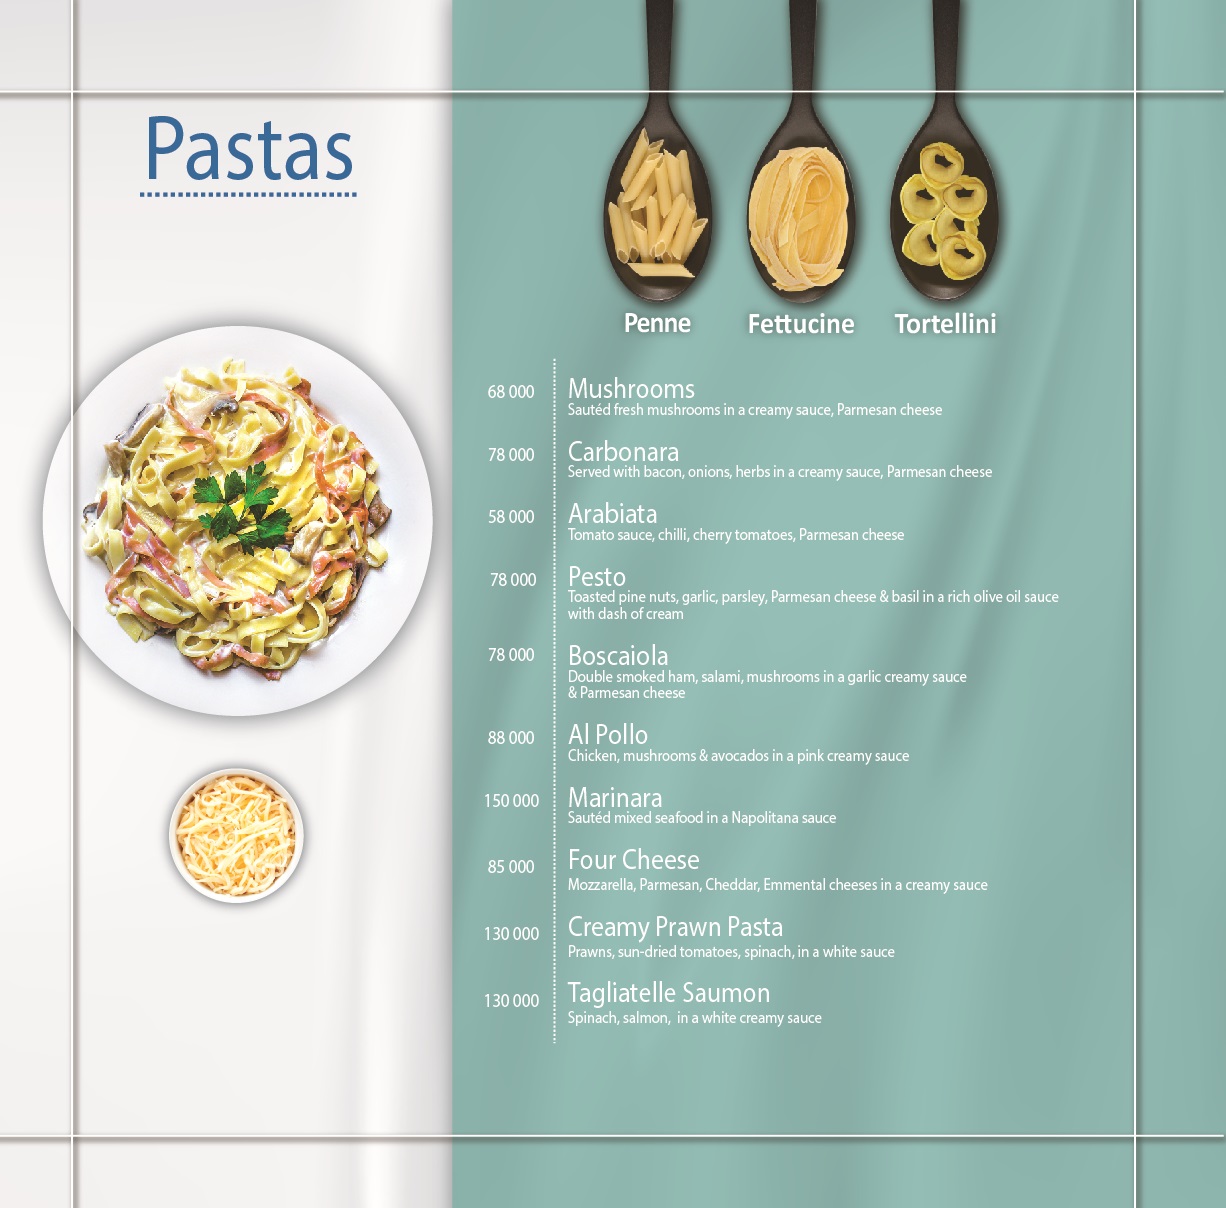 Pastas
Penne
Fettucine
Tortellini
68 000 Mushrooms
Sautéd fresh mushrooms in a creamy sauce, Parmesan cheese
78 000 Carbonara
Served with bacon, onions, herbs in a creamy sauce, Parmesan cheese
58 000 Arabiata
Tomato sauce, chilli, cherry tomatoes, Parmesan cheese
78 000 Pesto
Toasted pine nuts, garlic, parsley, Parmesan cheese & basil in a rich olive oil sauce
with dash of cream
78 000 Boscaiola
Double smoked ham, salami, mushrooms in a garlic creamy sauce
& Parmesan cheese
88 000 Al Pollo
Chicken, mushrooms & avocados in a pink creamy sauce
150 000 Marinara
Sautéd mixed seafood in a Napolitana sauce
85 000 Four Cheese
Mozzarella, Parmesan, Cheddar, Emmental cheeses in a creamy sauce
130 000 Creamy Prawn Pasta
Prawns, sun-dried tomatoes, spinach, in a white sauce
130 000 Tagliatelle Saumon
Spinach, salmon, in a white creamy sauce